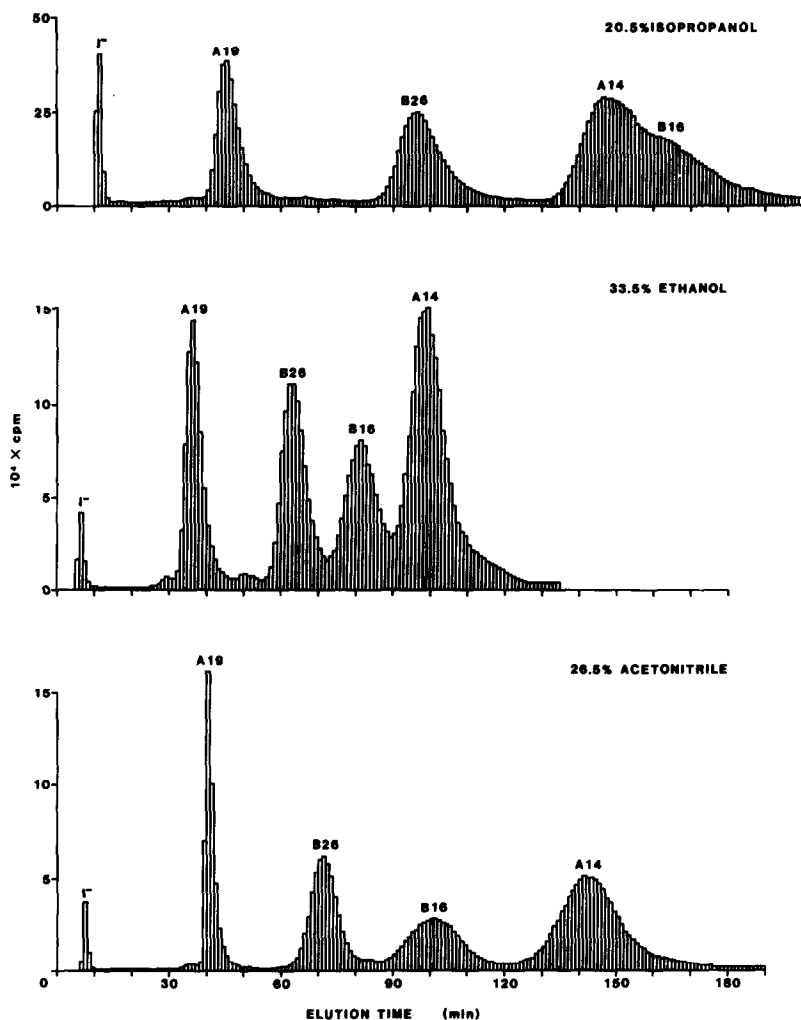 20.5%ISOPROPANOL
50
25
0
I⁻
A19
B26
A14
B16
33.5% ETHANOL
15
10
5
0
I⁻
A19
B26
B16
A14
10⁴ X cpm
26.5% ACETONITRILE
15
10
5
0
I⁻
A19
B26
B16
A14
30
60
90
120
150
180
ELUTION TIME (min)